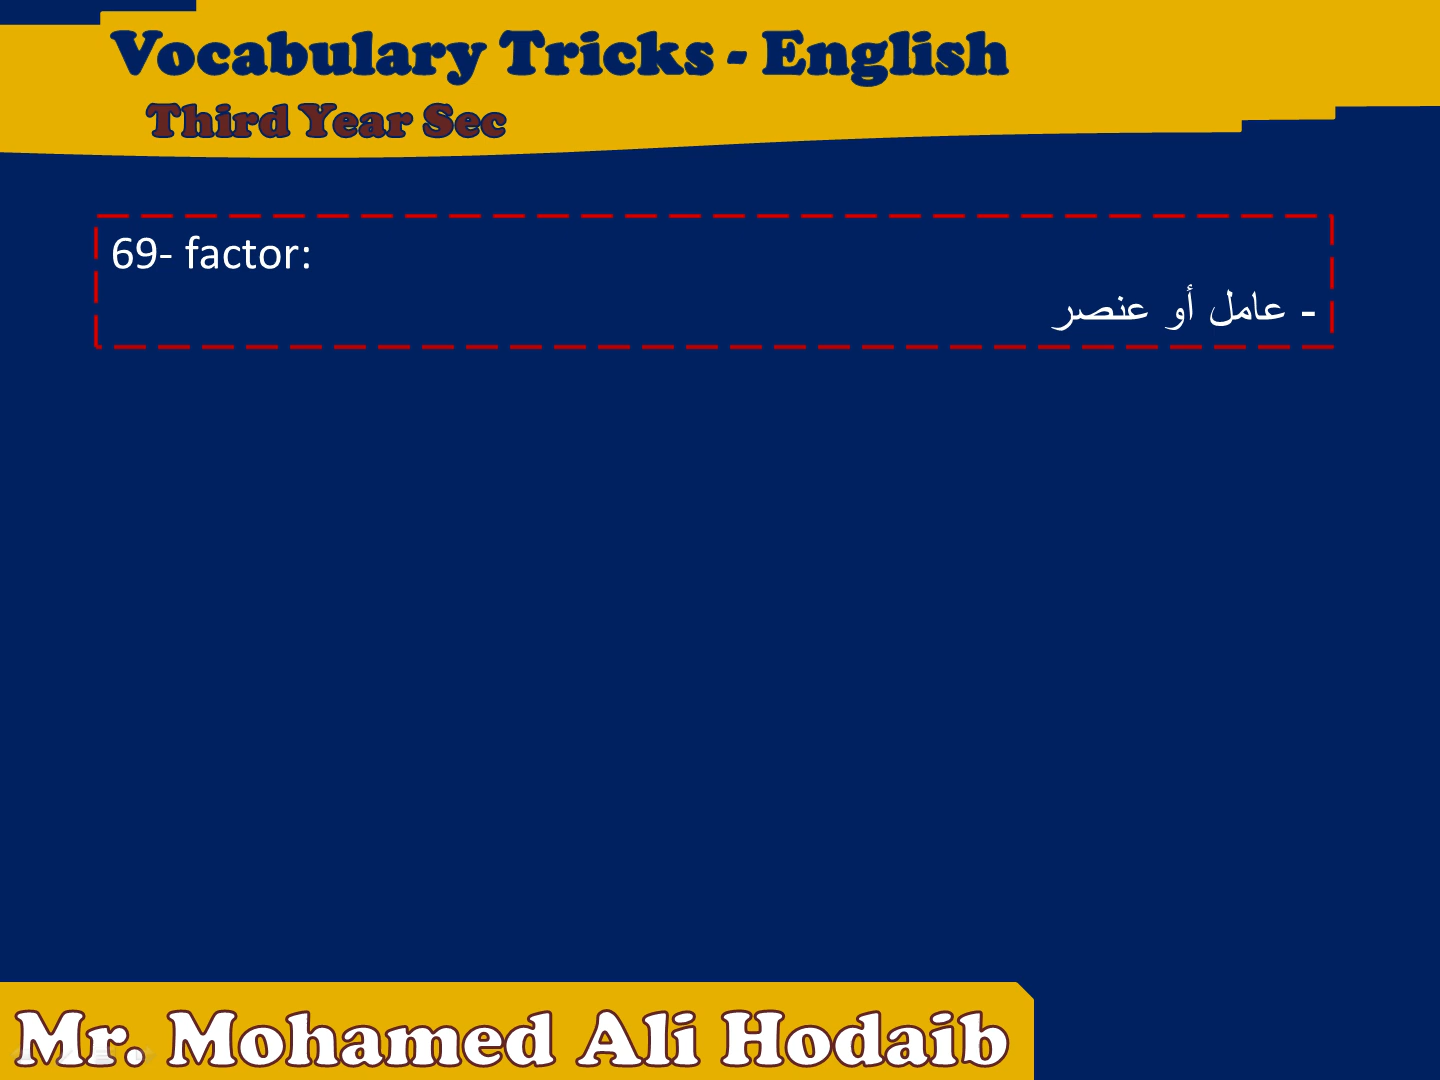 Vocabulary Tricks - English
Third Year Sec
69- factor:
- عامل أو عنصر
Mr. Mohamed Ali Hodaib